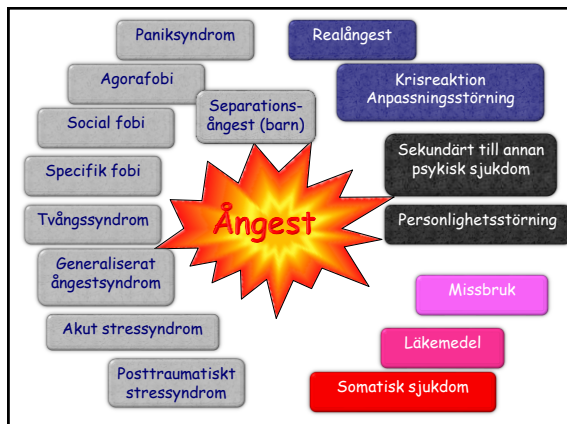 Paniksyndrom
Realångest
Agorafobi
Krisreaktion
Anpassningsstörning
Separations-
ångest (barn)
Social fobi
Sekundärt till annan
psykisk sjukdom
Specifik fobi
Tvångssyndrom
Ångest
Personlighetsstörning
Generaliserat
ångestsyndrom
Missbruk
Akut stressyndrom
Läkemedel
Posttraumatiskt
stressyndrom
Somatisk sjukdom